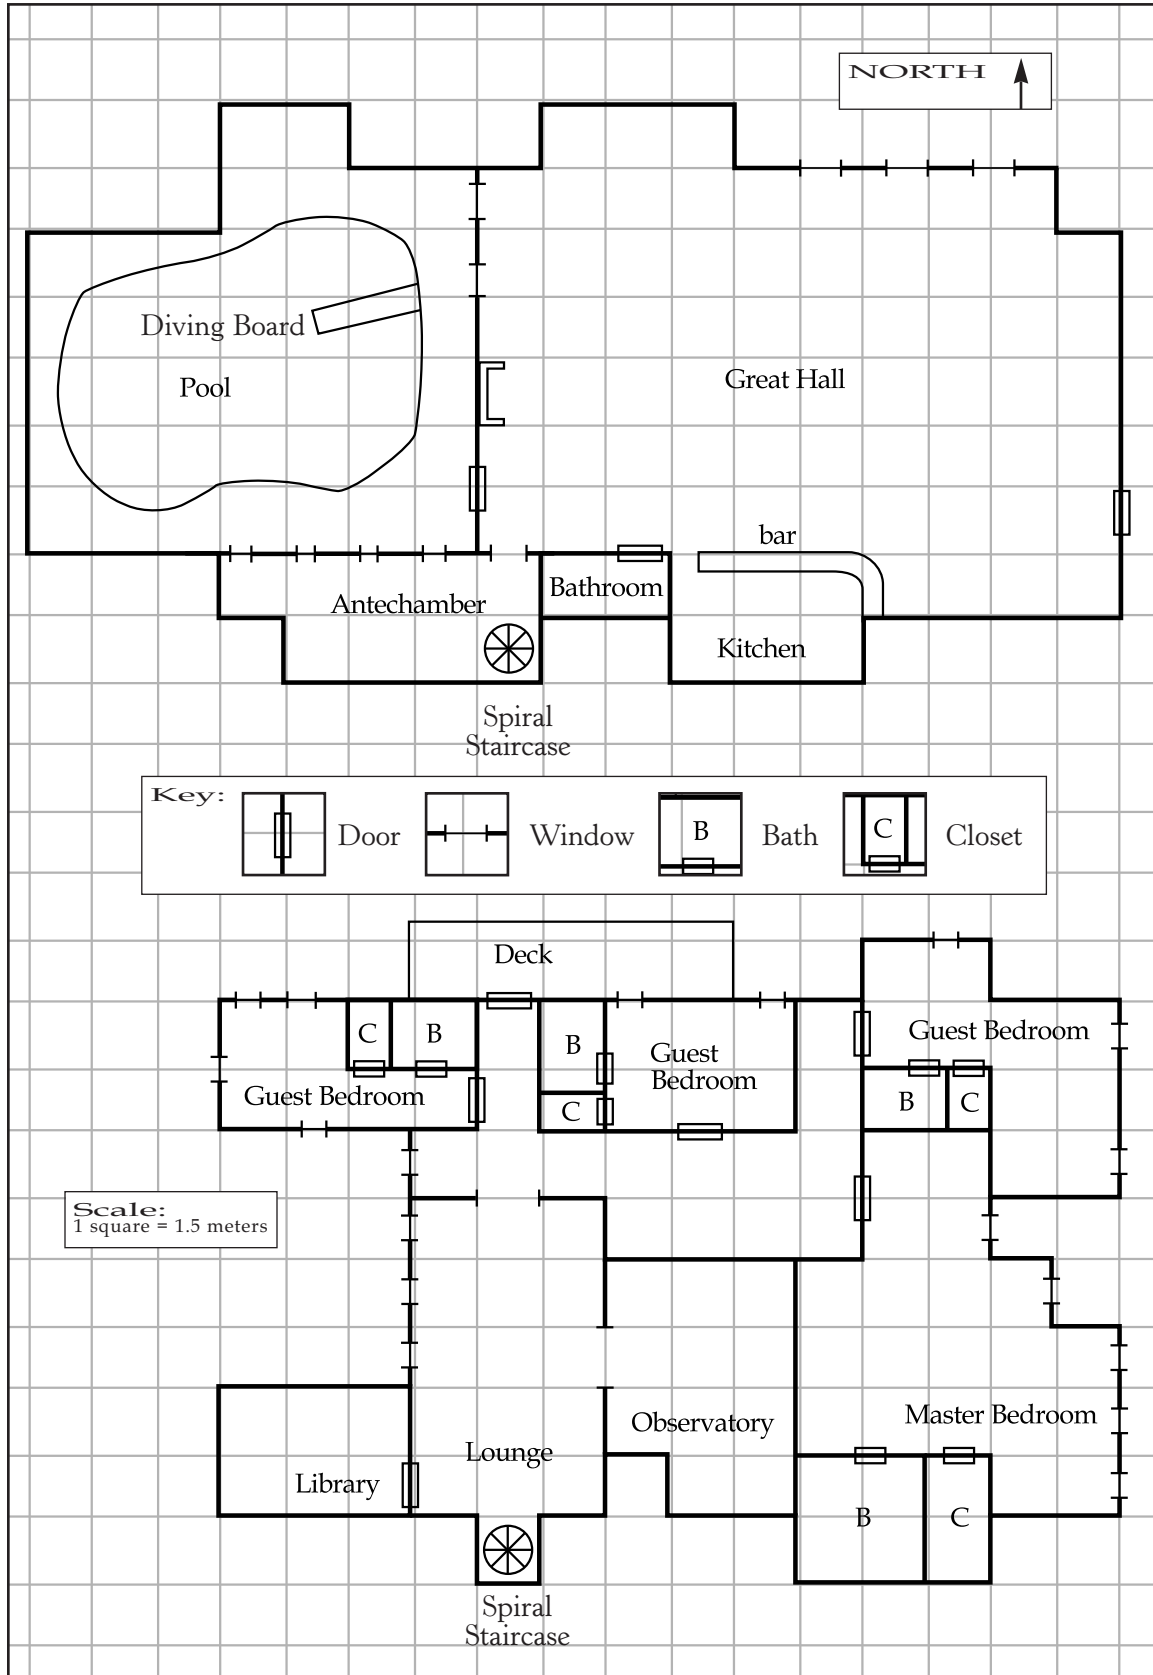 NORTH
Diving Board
Pool
Great Hall
bar
Bathroom
Antechamber
Kitchen
Spiral
Staircase
Key:
Door
Window
B
Bath
C
Closet
Deck
C
B
B
Guest
Bedroom
Guest Bedroom
Guest Bedroom
C
B
C
Scale:
1 square = 1.5 meters
Master Bedroom
Observatory
Lounge
Library
B
C
Spiral
Staircase